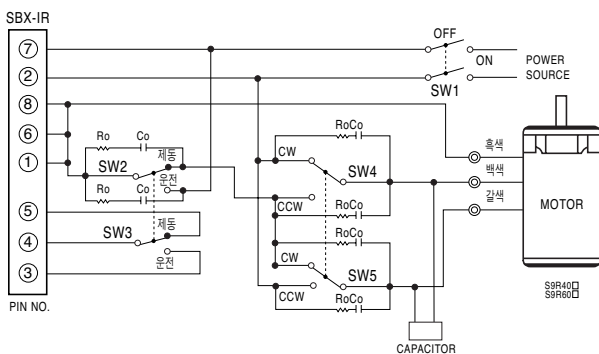 SBX-IR
⑦
②
⑧
⑥
①
⑤
④
③
PIN NO.
OFF
ON
POWER
SOURCE
SW1
Ro
Co
제동
SW2
운전
Ro
Co
제동
SW3
운전
RoCo
CW
SW4
CCW
RoCo
RoCo
CW
SW5
CCW
RoCo
CAPACITOR
흑색
백색
갈색
MOTOR
S9R40□
S9R60□